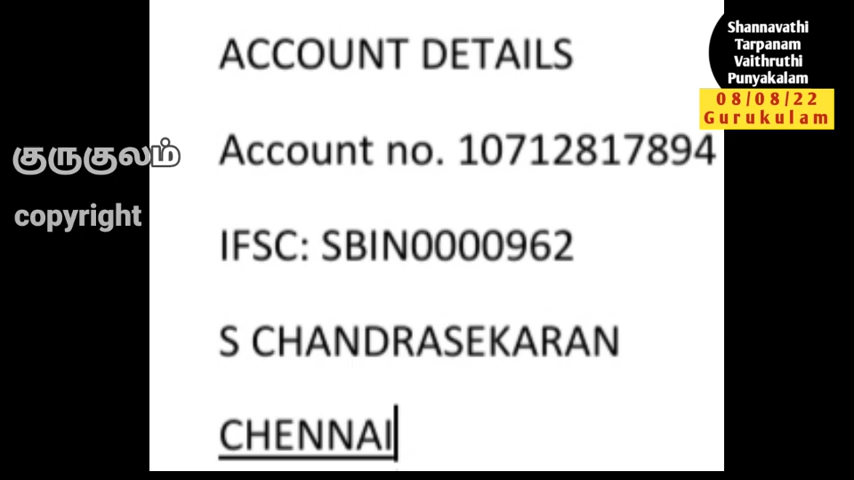 ACCOUNT DETAILS
Account no. 10712817894
IFSC: SBIN0000962
S CHANDRASEKARAN
CHENNAI
குருகுலம்
copyright
Shannavathi
Tarpanam
Vaithruthi
Punyakalam
08/08/22
Gurukulam